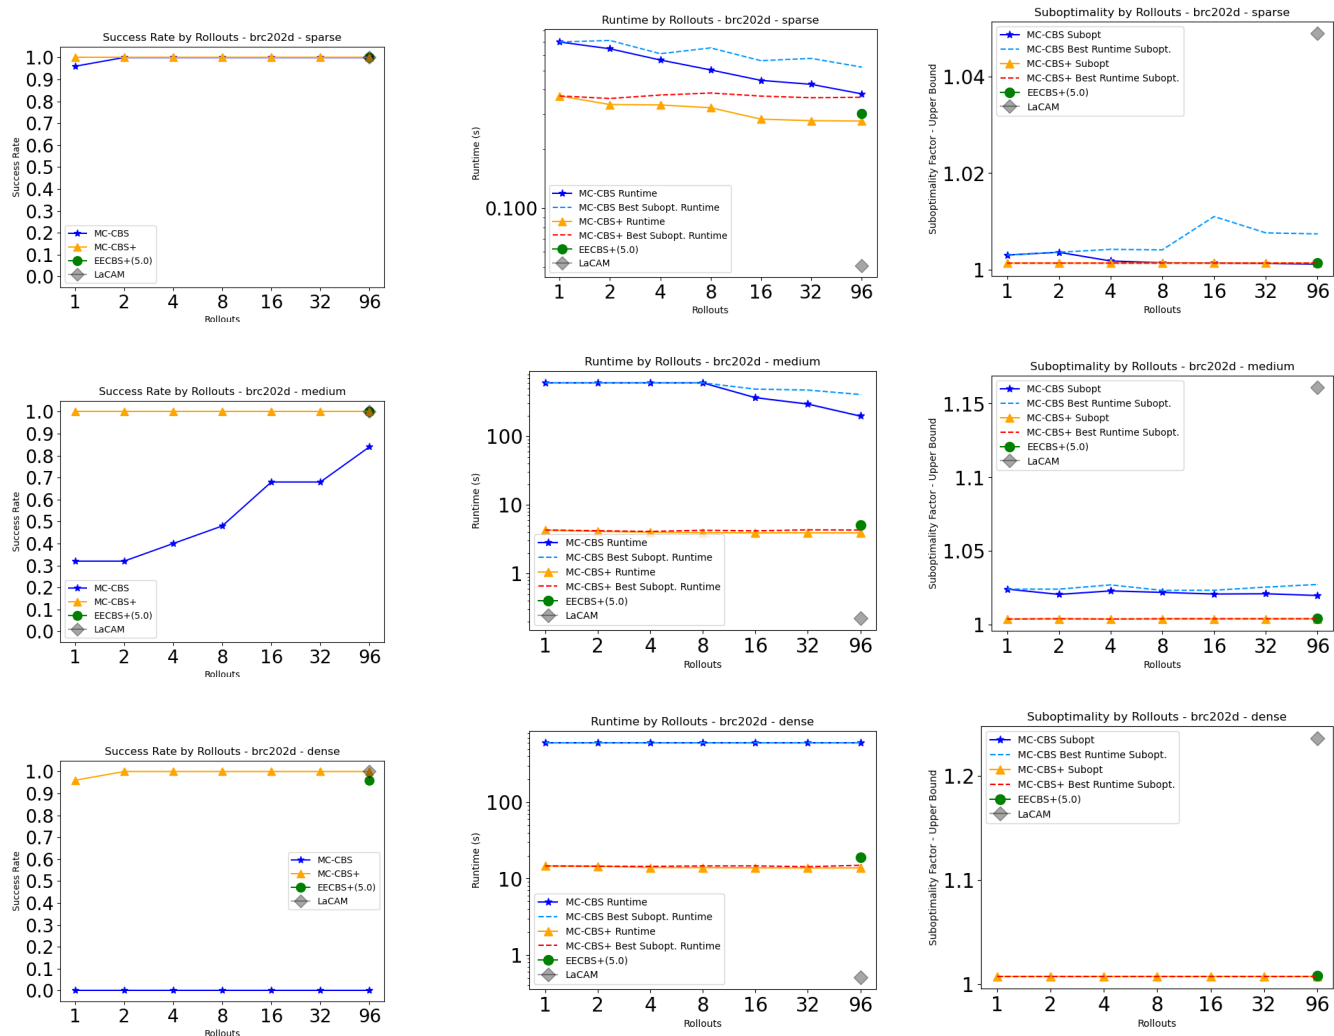 Success Rate by Rollouts - brc202d - sparse
Success Rate
1.0
0.9
0.8
0.7
0.6
0.5
0.4
0.3
0.2
0.1
0.0
MC-CBS
MC-CBS+
EECBS+(5.0)
LaCAM
1 2 4 8 16 32 96
Rollouts
Runtime by Rollouts - brc202d - sparse
Runtime (s)
0.100
MC-CBS Runtime
MC-CBS Best Subopt. Runtime
MC-CBS+ Runtime
MC-CBS+ Best Subopt. Runtime
EECBS+(5.0)
LaCAM
1 2 4 8 16 32 96
Rollouts
Suboptimality by Rollouts - brc202d - sparse
Suboptimality Factor - Upper Bound
1.04
1.02
1
MC-CBS Subopt
MC-CBS Best Runtime Subopt.
MC-CBS+ Subopt
MC-CBS+ Best Runtime Subopt.
EECBS+(5.0)
LaCAM
1 2 4 8 16 32 96
Rollouts
Success Rate by Rollouts - brc202d - medium
Success Rate
1.0
0.9
0.8
0.7
0.6
0.5
0.4
0.3
0.2
0.1
0.0
MC-CBS
MC-CBS+
EECBS+(5.0)
LaCAM
1 2 4 8 16 32 96
Rollouts
Runtime by Rollouts - brc202d - medium
Runtime (s)
100
10
1
MC-CBS Runtime
MC-CBS Best Subopt. Runtime
MC-CBS+ Runtime
MC-CBS+ Best Subopt. Runtime
EECBS+(5.0)
LaCAM
1 2 4 8 16 32 96
Rollouts
Suboptimality by Rollouts - brc202d - medium
Suboptimality Factor - Upper Bound
1.15
1.1
1.05
1
MC-CBS Subopt
MC-CBS Best Runtime Subopt.
MC-CBS+ Subopt
MC-CBS+ Best Runtime Subopt.
EECBS+(5.0)
LaCAM
1 2 4 8 16 32 96
Rollouts
Success Rate by Rollouts - brc202d - dense
Success Rate
1.0
0.9
0.8
0.7
0.6
0.5
0.4
0.3
0.2
0.1
0.0
MC-CBS
MC-CBS+
EECBS+(5.0)
LaCAM
1 2 4 8 16 32 96
Rollouts
Runtime by Rollouts - brc202d - dense
Runtime (s)
100
10
1
MC-CBS Runtime
MC-CBS Best Subopt. Runtime
MC-CBS+ Runtime
MC-CBS+ Best Subopt. Runtime
EECBS+(5.0)
LaCAM
1 2 4 8 16 32 96
Rollouts
Suboptimality by Rollouts - brc202d - dense
Suboptimality Factor - Upper Bound
1.2
1.1
1
MC-CBS Subopt
MC-CBS Best Runtime Subopt.
MC-CBS+ Subopt
MC-CBS+ Best Runtime Subopt.
EECBS+(5.0)
LaCAM
1 2 4 8 16 32 96
Rollouts